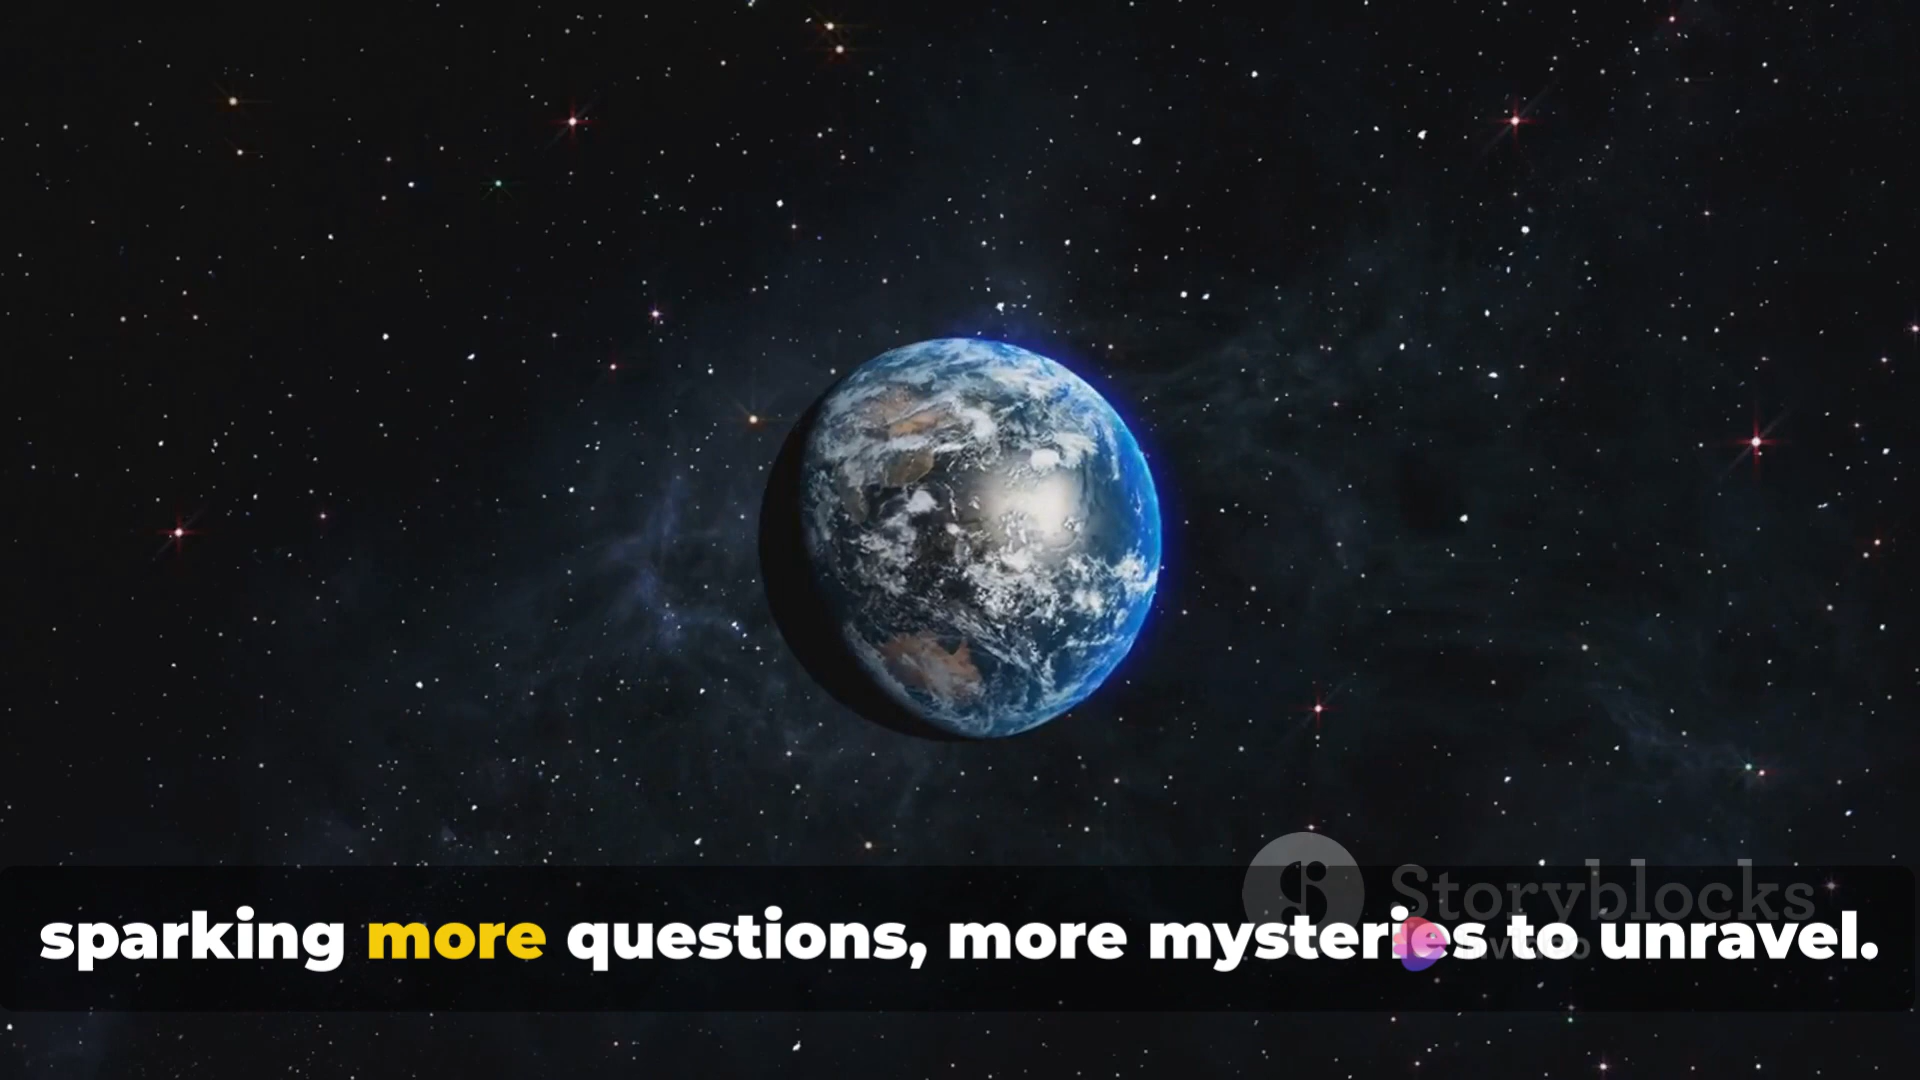 Storyblocks
sparking more questions, more mysteries to unravel.